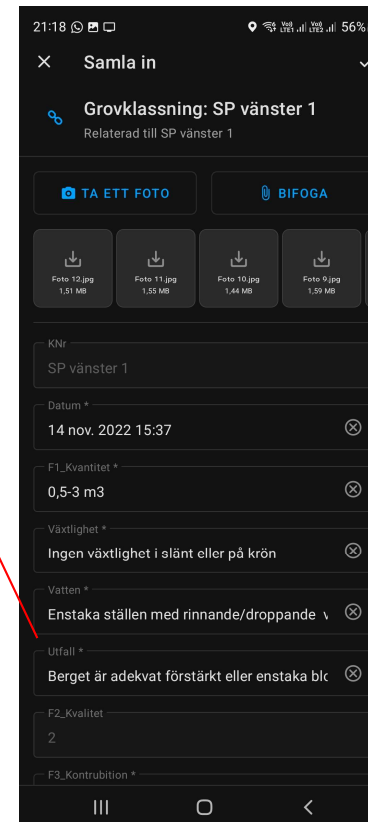 21:18 56%
Samla in
Grovklassning: SP vänster 1
Relaterad till SP vänster 1
TA ETT FOTO BIFOGA
Foto 12.jpg Foto 11.jpg Foto 10.jpg Foto 9.jpg
1,51 MB 1,55 MB 1,44 MB 1,59 MB
KNr
SP vänster 1
Datum *
14 nov. 2022 15:37
F1_Kvantitet *
0,5-3 m3
Växtlighet *
Ingen växtlighet i slänt eller på krön
Vatten *
Enstaka ställen med rinnande/droppande v
Utfall *
Berget är adekvat förstärkt eller enstaka blo
F2_Kvalitet
2
F3_Kontrubition *